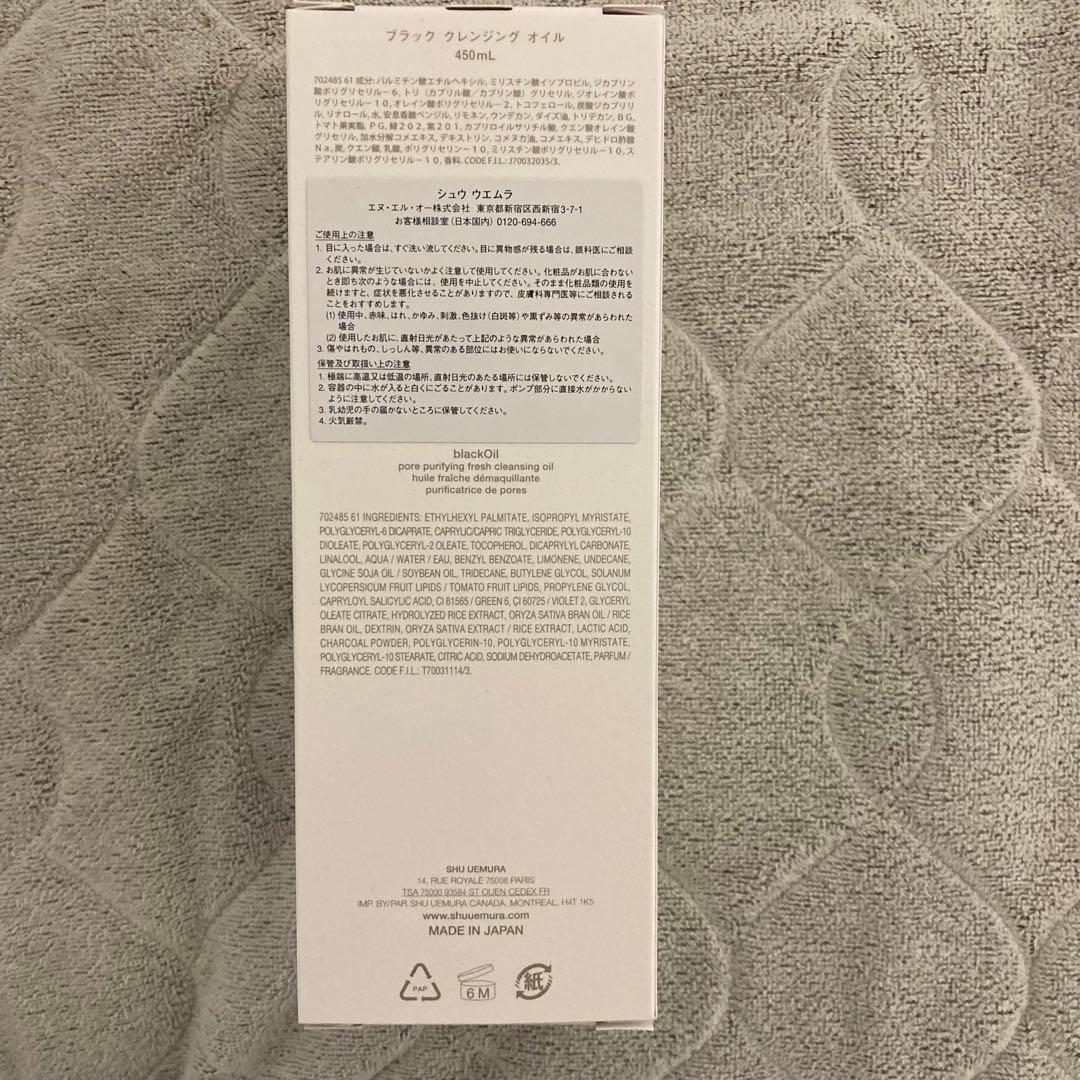 ブラック クレンジング オイル
450mL
702485 61 成分: パルミチン酸エチルヘキシル, ミリスチン酸イソプロピル, ジカプリン
酸ポリグリセリル－6, トリ（カプリル酸／カプリン酸）グリセリル, ジオレイン酸ポ
リグリセリル－10, オレイン酸ポリグリセリル－2, トコフェロール, 炭酸ジカプリリ
ル, リナロール, 水, 安息香酸ベンジル, リモネン, ウンデカン, ダイズ油, トリデカン, BG,
トマト果実脂, PG, 緑202, 紫201, カプリロイルサリチル酸, クエン酸オレイン酸
グリセリル, 加水分解コメエキス, デキストリン, コメヌカ油, コメエキス, デヒドロ酢酸
Na, 炭, クエン酸, 乳酸, ポリグリセリン－10, ミリスチン酸ポリグリセリル－10, ス
テアリン酸ポリグリセリル－10, 香料. CODE F.I.L.: J70032035/3.
シュウ ウエムラ
エヌ・エル・オー株式会社 東京都新宿区西新宿3-7-1
お客様相談室（日本国内）0120-694-666
ご使用上の注意
1. 目に入った場合は、すぐ洗い流してください。目に異物感が残る場合は、眼科医にご相談
ください。
2. お肌に異常が生じていないかよく注意して使用してください。化粧品がお肌に合わない
とき即ち次のような場合には、使用を中止してください。そのまま化粧品類の使用を
続けますと、症状を悪化させることがありますので、皮膚科専門医等にご相談される
ことをおすすめします。
(1) 使用中、赤味、はれ、かゆみ、刺激、色抜け（白斑等）や黒ずみ等の異常があらわれた
場合
(2) 使用したお肌に、直射日光があたって上記のような異常があらわれた場合
3. 傷やはれもの、しっしん等、異常のある部位にはお使いにならないでください。
保管及び取扱い上の注意
1. 極端に高温又は低温の場所、直射日光のあたる場所には保管しないでください。
2. 容器の中に水が入ると白くにごることがあります。ポンプ部分に直接水がかからない
ように注意してください。
3. 乳幼児の手の届かないところに保管してください。
4. 火気厳禁。
blackOil
pore purifying fresh cleansing oil
huile fraîche démaquillante
purificatrice de pores
702485 61 INGREDIENTS: ETHYLHEXYL PALMITATE, ISOPROPYL MYRISTATE,
POLYGLYCERYL-6 DICAPRATE, CAPRYLIC/CAPRIC TRIGLYCERIDE, POLYGLYCERYL-10
DIOLEATE, POLYGLYCERYL-2 OLEATE, TOCOPHEROL, DICAPRYLYL CARBONATE,
LINALOOL, AQUA / WATER / EAU, BENZYL BENZOATE, LIMONENE, UNDECANE,
GLYCINE SOJA OIL / SOYBEAN OIL, TRIDECANE, BUTYLENE GLYCOL, SOLANUM
LYCOPERSICUM FRUIT LIPIDS / TOMATO FRUIT LIPIDS, PROPYLENE GLYCOL,
CAPRYLOYL SALICYLIC ACID, CI 61565 / GREEN 6, CI 60725 / VIOLET 2, GLYCERYL
OLEATE CITRATE, HYDROLYZED RICE EXTRACT, ORYZA SATIVA BRAN OIL / RICE
BRAN OIL, DEXTRIN, ORYZA SATIVA EXTRACT / RICE EXTRACT, LACTIC ACID,
CHARCOAL POWDER, POLYGLYCERIN-10, POLYGLYCERYL-10 MYRISTATE,
POLYGLYCERYL-10 STEARATE, CITRIC ACID, SODIUM DEHYDROACETATE, PARFUM /
FRAGRANCE. CODE F.I.L.: T70031114/3.
SHU UEMURA
14, RUE ROYALE 75008 PARIS
TSA 75000 93584 ST OUEN CEDEX FR
IMP. BY/PAR SHU UEMURA CANADA, MONTREAL, H4T 1K5
www.shuuemura.com
MADE IN JAPAN
PAP
6 M
紙